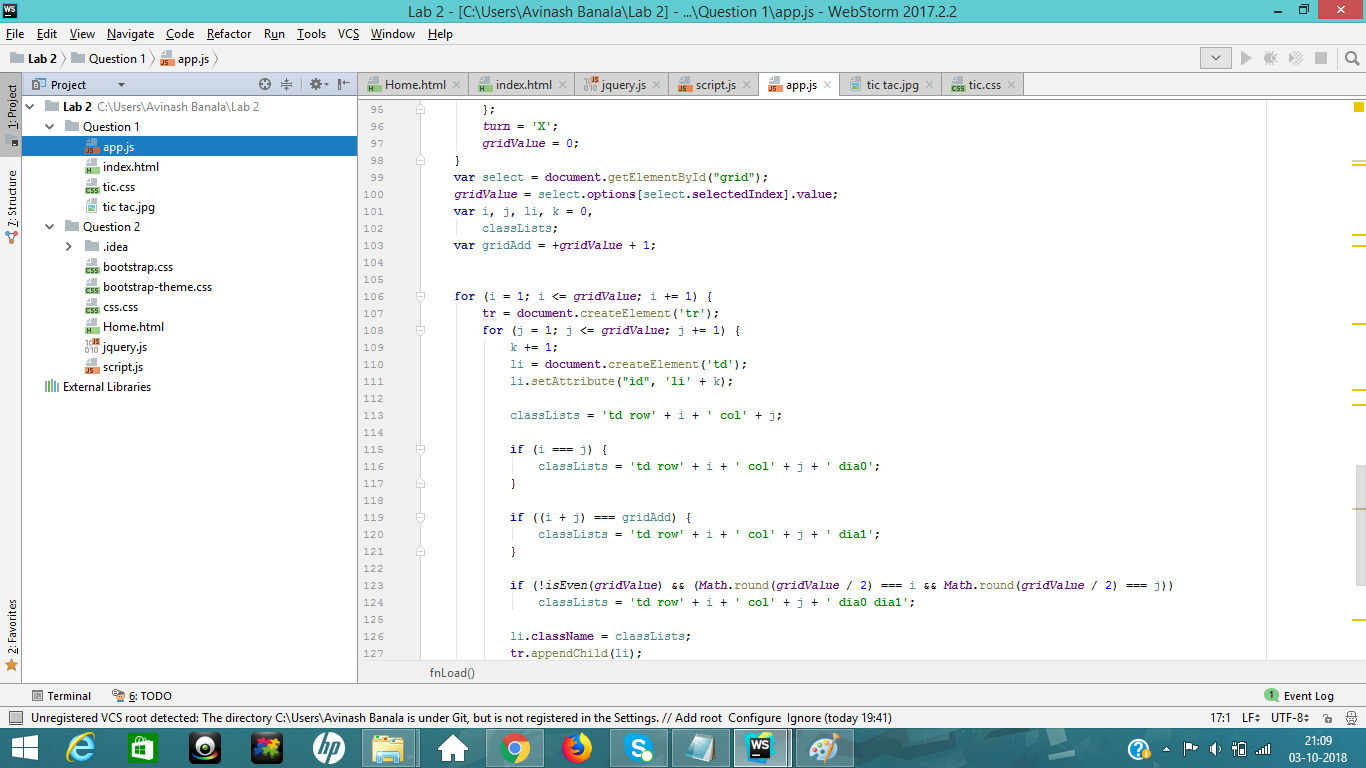 WS
Lab 2 - [C:\Users\Avinash Banala\Lab 2] - ...\Question 1\app.js - WebStorm 2017.2.2
File Edit View Navigate Code Refactor Run Tools VCS Window Help
Lab 2 Question 1 app.js
Project
Home.html index.html jquery.js script.js app.js tic tac.jpg tic.css
1: Project
7: Structure
2: Favorites
Lab 2 C:\Users\Avinash Banala\Lab 2
Question 1
app.js
index.html
tic.css
tic tac.jpg
Question 2
.idea
bootstrap.css
bootstrap-theme.css
css.css
Home.html
jquery.js
script.js
External Libraries
95 };
96 turn = 'X';
97 gridValue = 0;
98 }
99 var select = document.getElementById("grid");
100 gridValue = select.options[select.selectedIndex].value;
101 var i, j, li, k = 0,
102 classLists;
103 var gridAdd = +gridValue + 1;
104
105
106 for (i = 1; i <= gridValue; i += 1) {
107 tr = document.createElement('tr');
108 for (j = 1; j <= gridValue; j += 1) {
109 k += 1;
110 li = document.createElement('td');
111 li.setAttribute("id", 'li' + k);
112
113 classLists = 'td row' + i + ' col' + j;
114
115 if (i === j) {
116 classLists = 'td row' + i + ' col' + j + ' dia0';
117 }
118
119 if ((i + j) === gridAdd) {
120 classLists = 'td row' + i + ' col' + j + ' dia1';
121 }
122
123 if (!isEven(gridValue) && (Math.round(gridValue / 2) === i && Math.round(gridValue / 2) === j))
124 classLists = 'td row' + i + ' col' + j + ' dia0 dia1';
125
126 li.className = classLists;
127 tr.appendChild(li);
fnLoad()
Terminal 6: TODO 1 Event Log
Unregistered VCS root detected: The directory C:\Users\Avinash Banala is under Git, but is not registered in the Settings. // Add root Configure Ignore (today 19:41) 17:1 LF UTF-8
hp
WS
21:09
03-10-2018